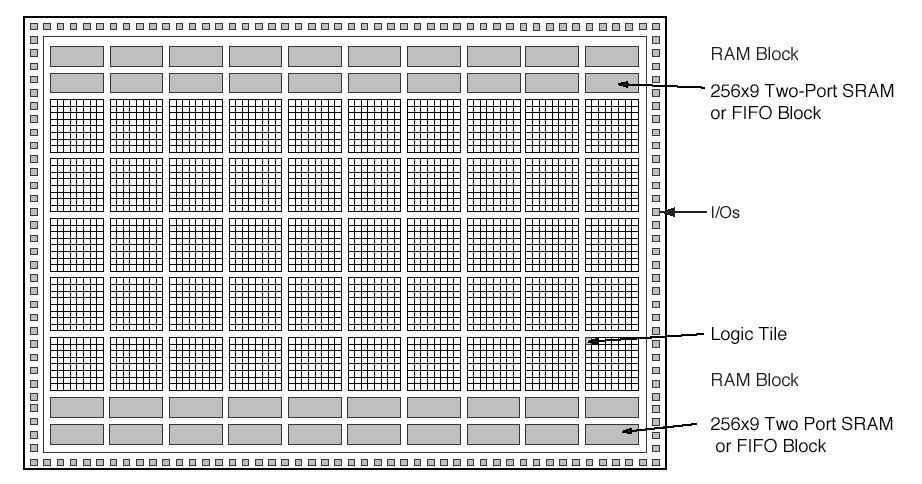 RAM Block
256x9 Two-Port SRAM
or FIFO Block
I/Os
Logic Tile
RAM Block
256x9 Two Port SRAM
or FIFO Block